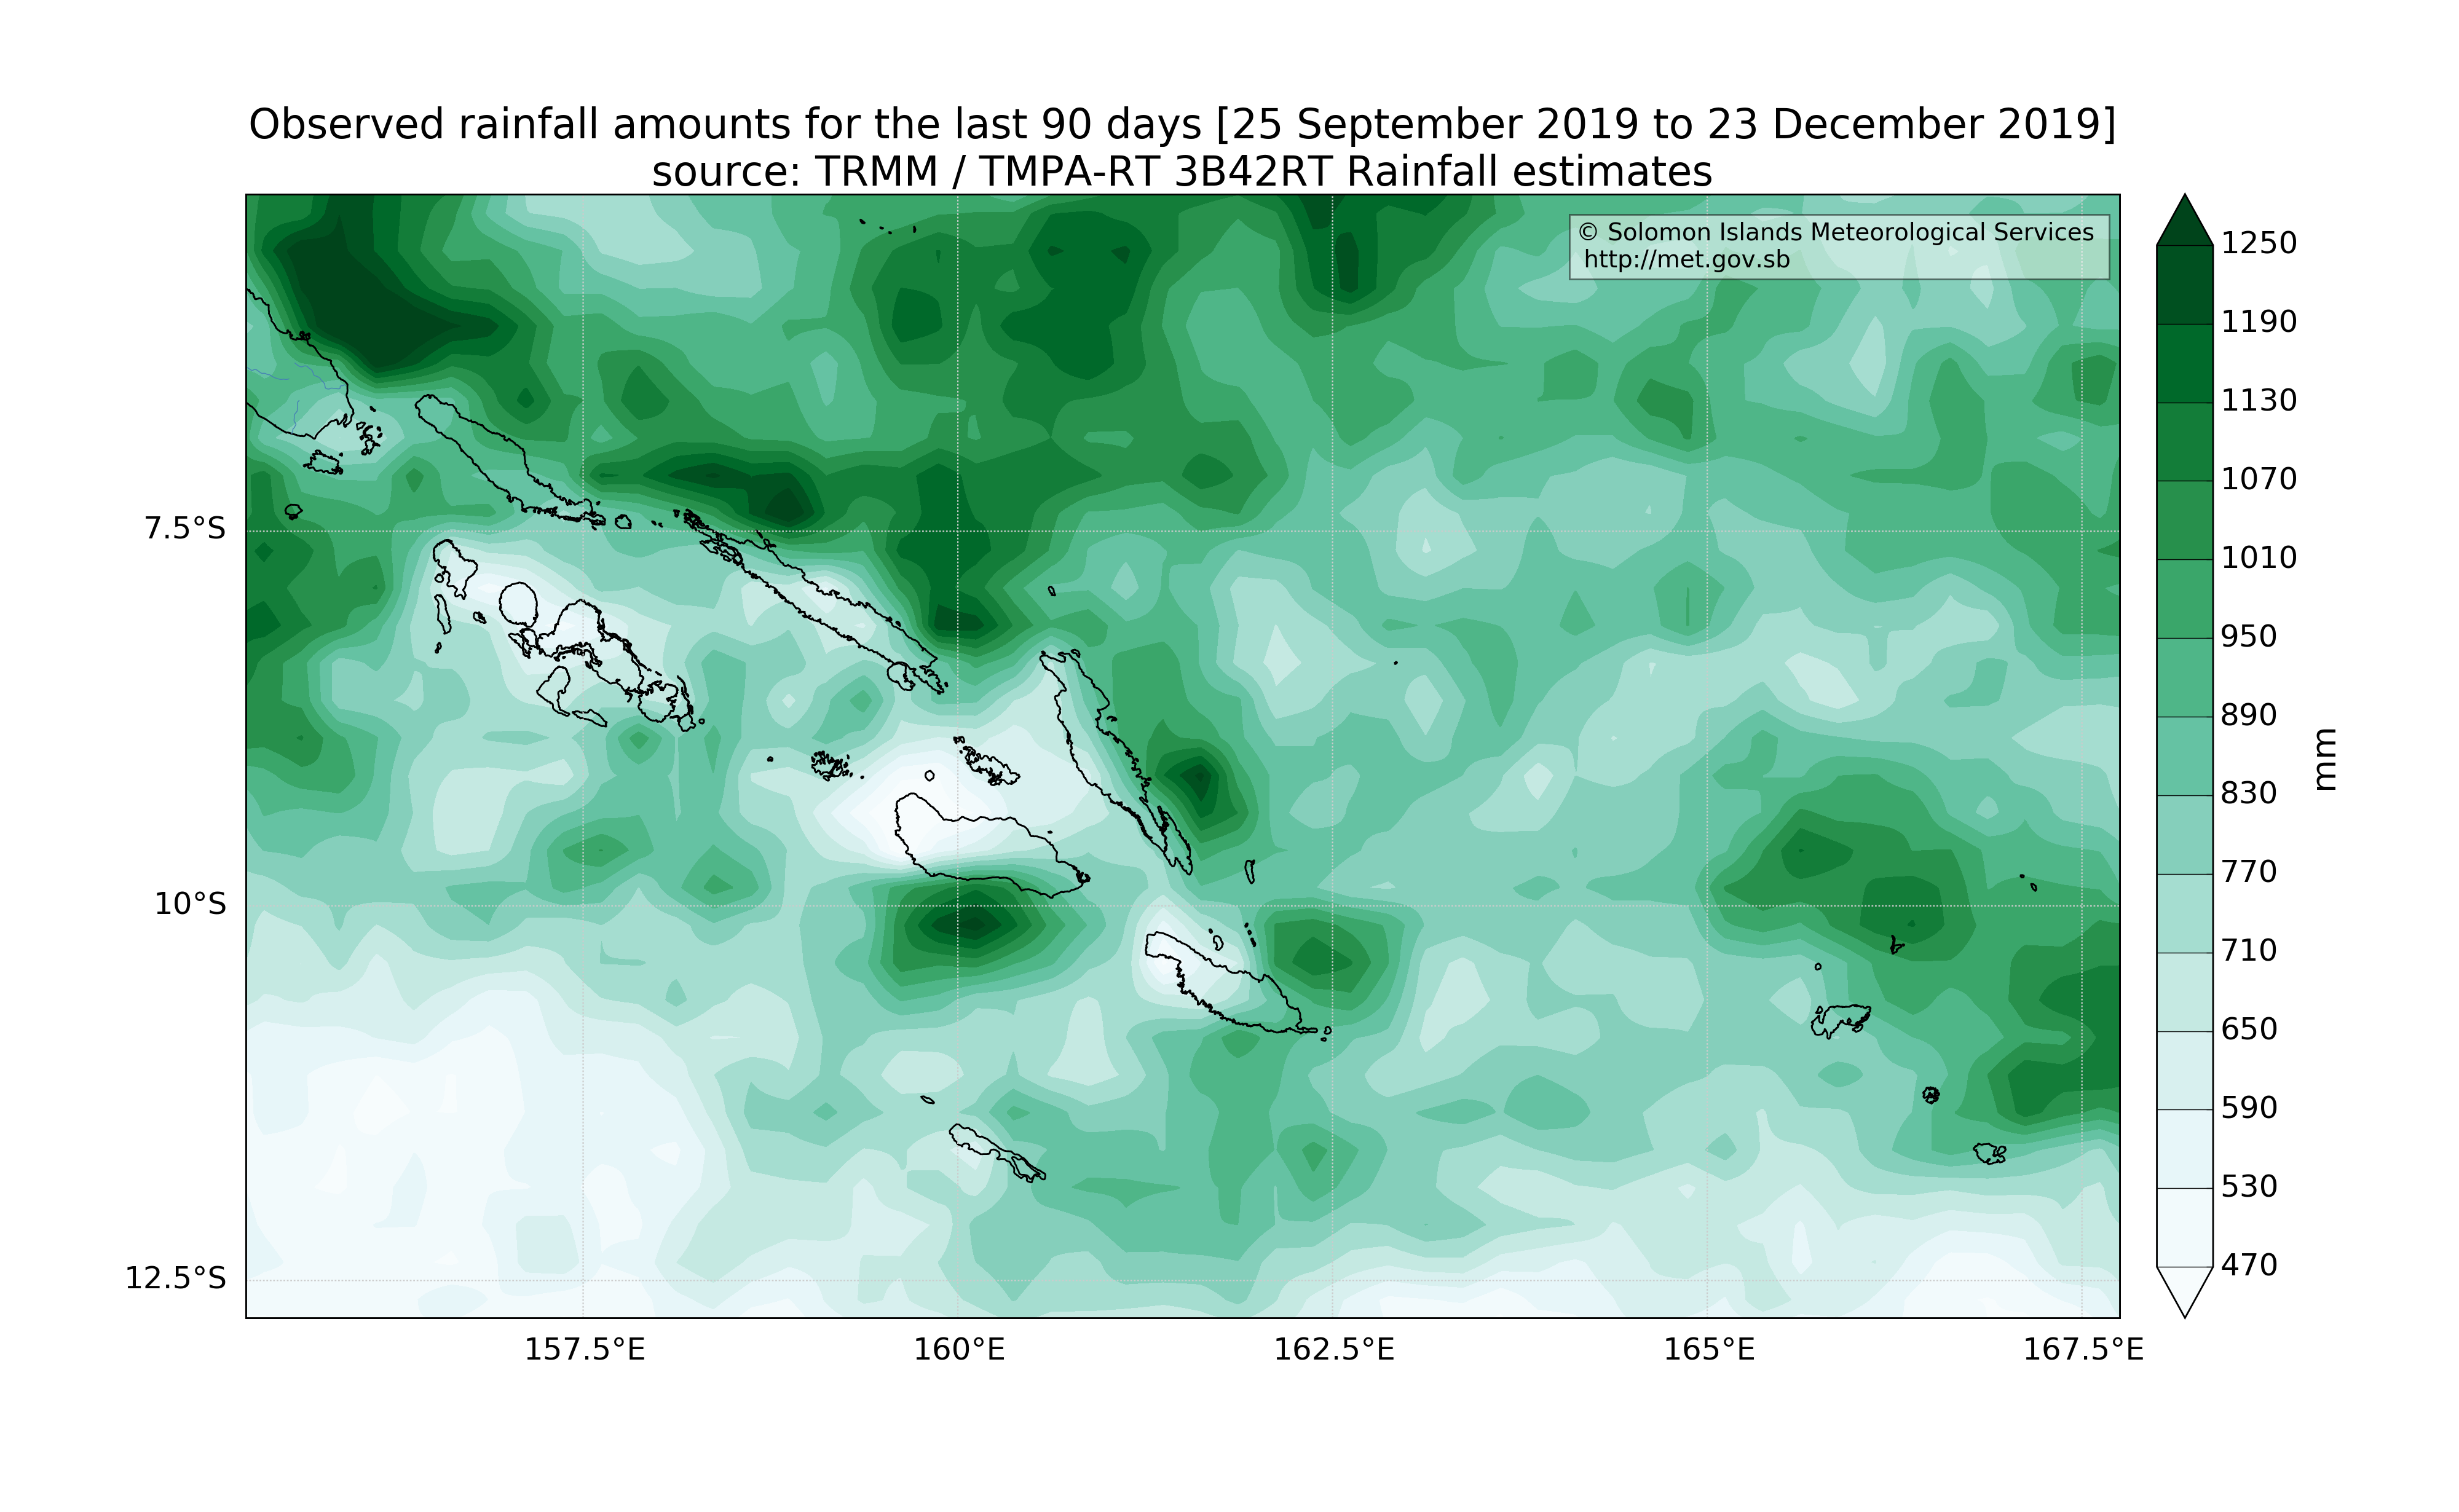 Observed rainfall amounts for the last 90 days [25 September 2019 to 23 December 2019]
source: TRMM / TMPA-RT 3B42RT Rainfall estimates
© Solomon Islands Meteorological Services
http://met.gov.sb
7.5°S
10°S
12.5°S
157.5°E
160°E
162.5°E
165°E
167.5°E
1250
1190
1130
1070
1010
950
890
830
770
710
650
590
530
470
mm